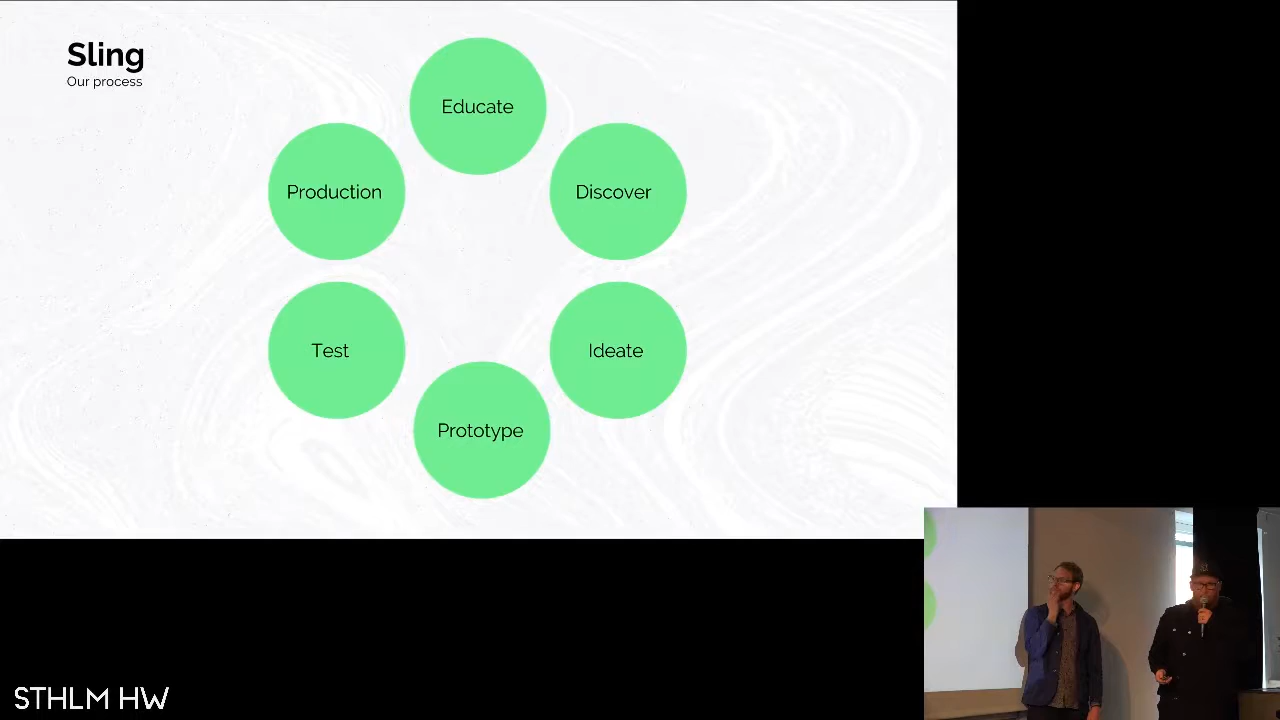 Sling
Our process
Educate
Production
Discover
Test
Ideate
Prototype
STHLM HW